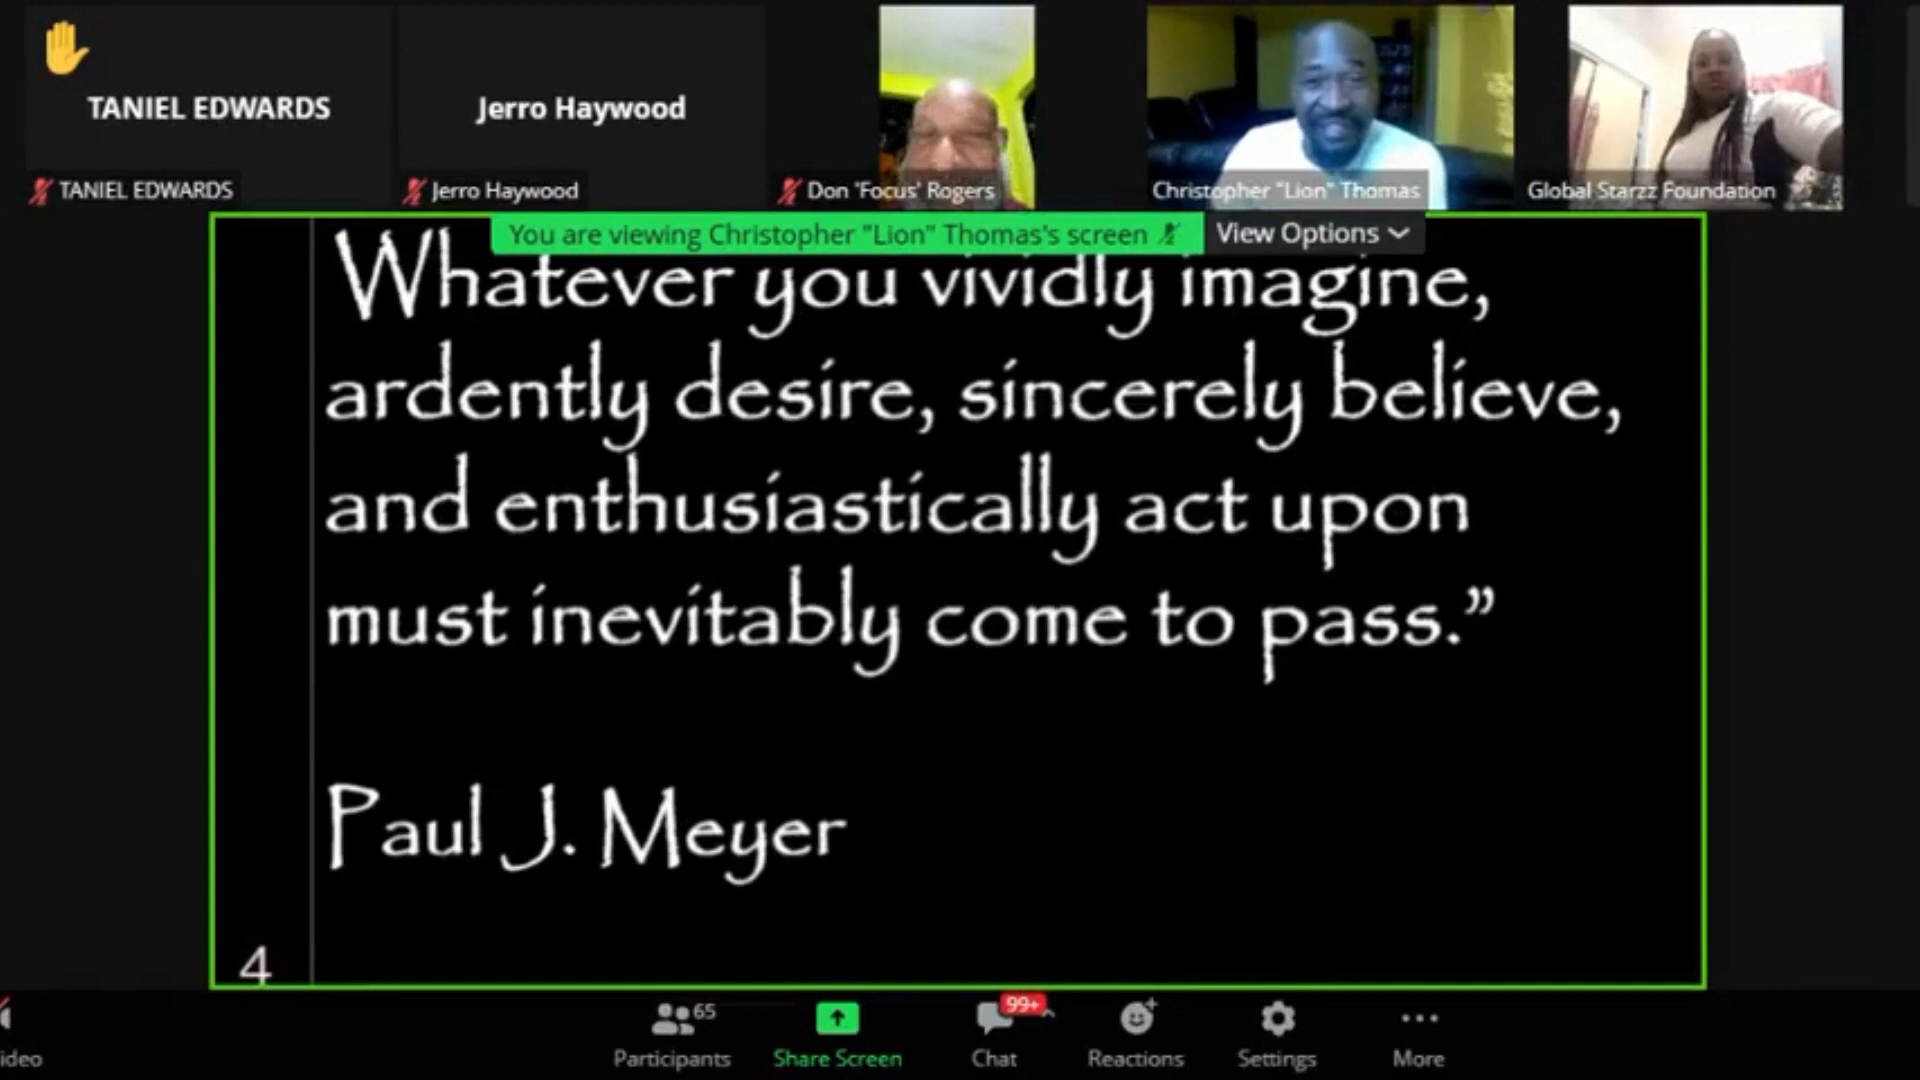 TANIEL EDWARDS
Jerro Haywood
TANIEL EDWARDS
Jerro Haywood
Don 'Focus' Rogers
Christopher "Lion" Thomas
Global Starzz Foundation
You are viewing Christopher "Lion" Thomas's screen
View Options
Whatever you vividly imagine,
ardently desire, sincerely believe,
and enthusiastically act upon
must inevitably come to pass.”
Paul J. Meyer
4
ideo
Participants 65
Share Screen
Chat 99+
Reactions
Settings
More